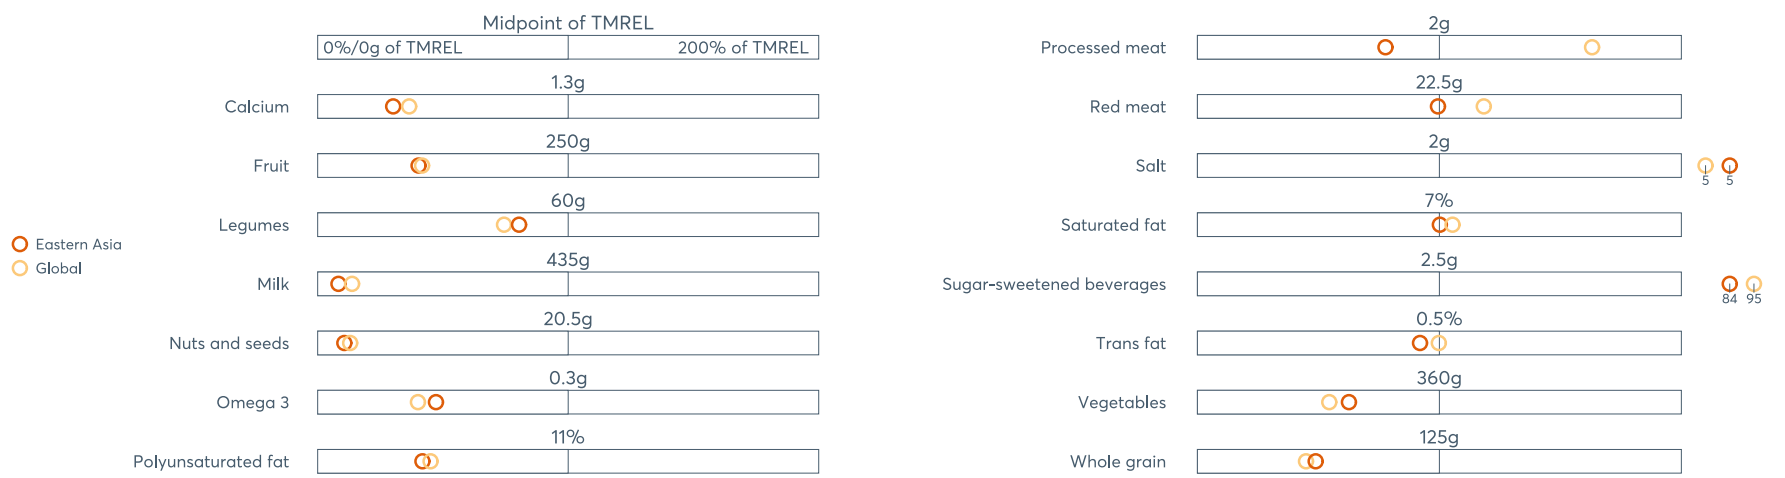 Midpoint of TMREL
0%/0g of TMREL
200% of TMREL
1.3g
Calcium
250g
Fruit
60g
Legumes
Eastern Asia
Global
435g
Milk
20.5g
Nuts and seeds
0.3g
Omega 3
11%
Polyunsaturated fat
2g
Processed meat
22.5g
Red meat
2g
Salt
5 5
7%
Saturated fat
2.5g
Sugar-sweetened beverages
84 95
0.5%
Trans fat
360g
Vegetables
125g
Whole grain